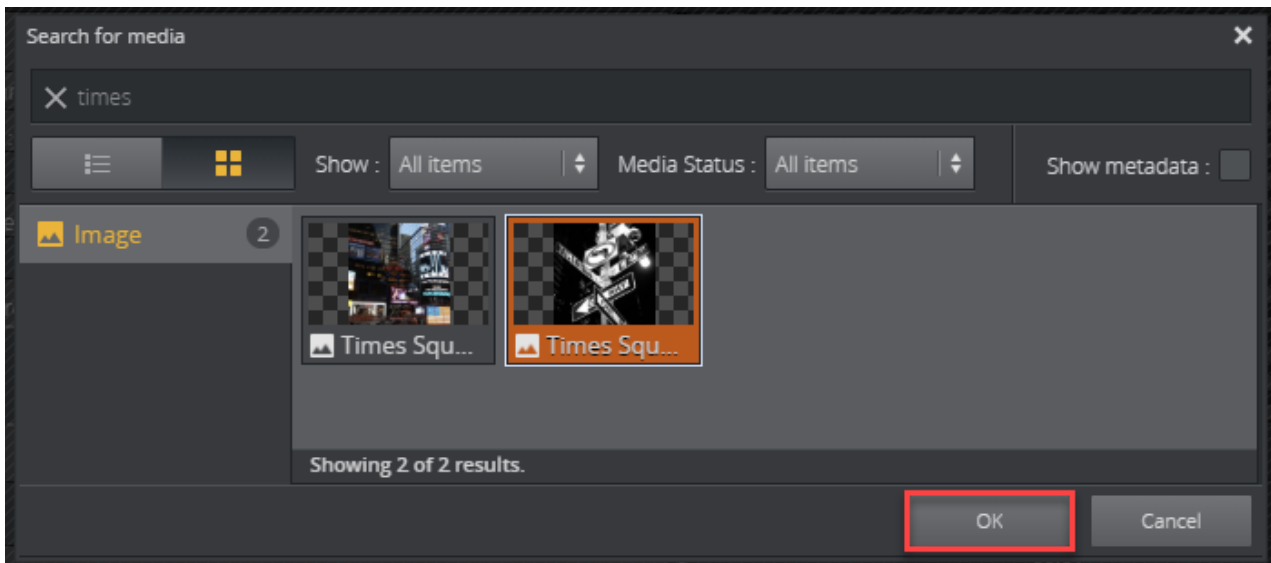 Search for media
times
Show : All items Media Status : All items Show metadata :
Image 2
Times Squ... Times Squ...
Showing 2 of 2 results.
OK Cancel